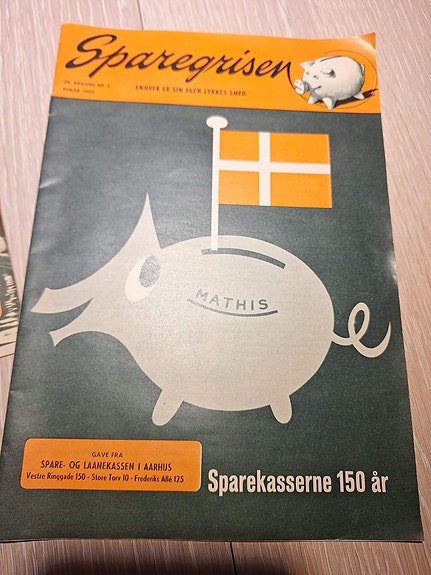 Sparegrisen
ENHVER ER SIN EGEN LYKKES SMED
MATHIS
GAVE FRA
SPARE- OG LAANEKASSEN I AARHUS
Vestre Ringgade 150 - Store Torv 10 - Frederiks Allé 125
Sparekasserne 150 år